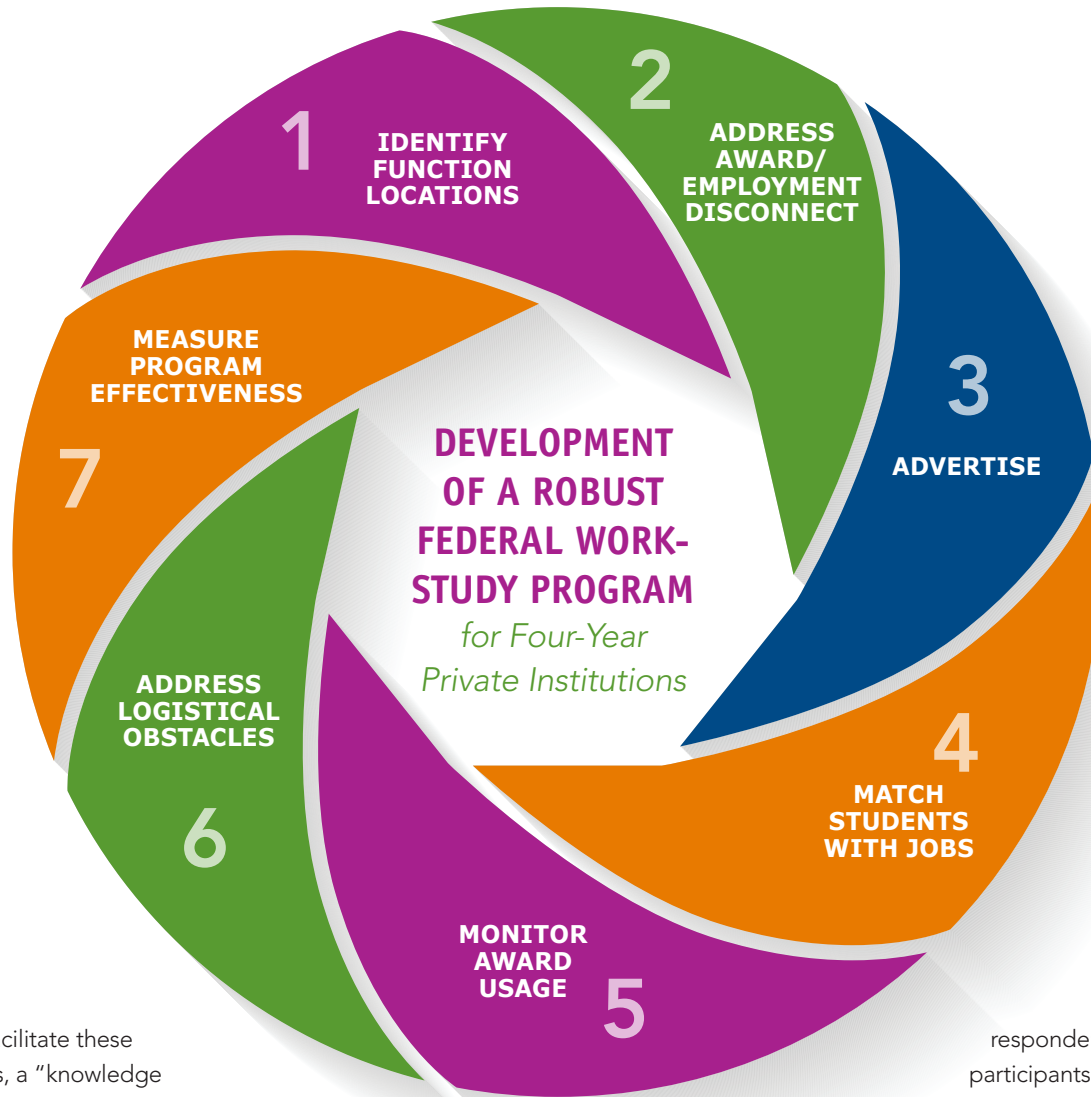 1
IDENTIFY
FUNCTION
LOCATIONS
2
ADDRESS
AWARD/
EMPLOYMENT
DISCONNECT
3
ADVERTISE
4
MATCH
STUDENTS
WITH JOBS
MONITOR
AWARD
USAGE
5
ADDRESS
LOGISTICAL
OBSTACLES
6
MEASURE
PROGRAM
EFFECTIVENESS
7
DEVELOPMENT
OF A ROBUST
FEDERAL WORK-
STUDY PROGRAM
for Four-Year
Private Institutions
these
a “knowledge
participants